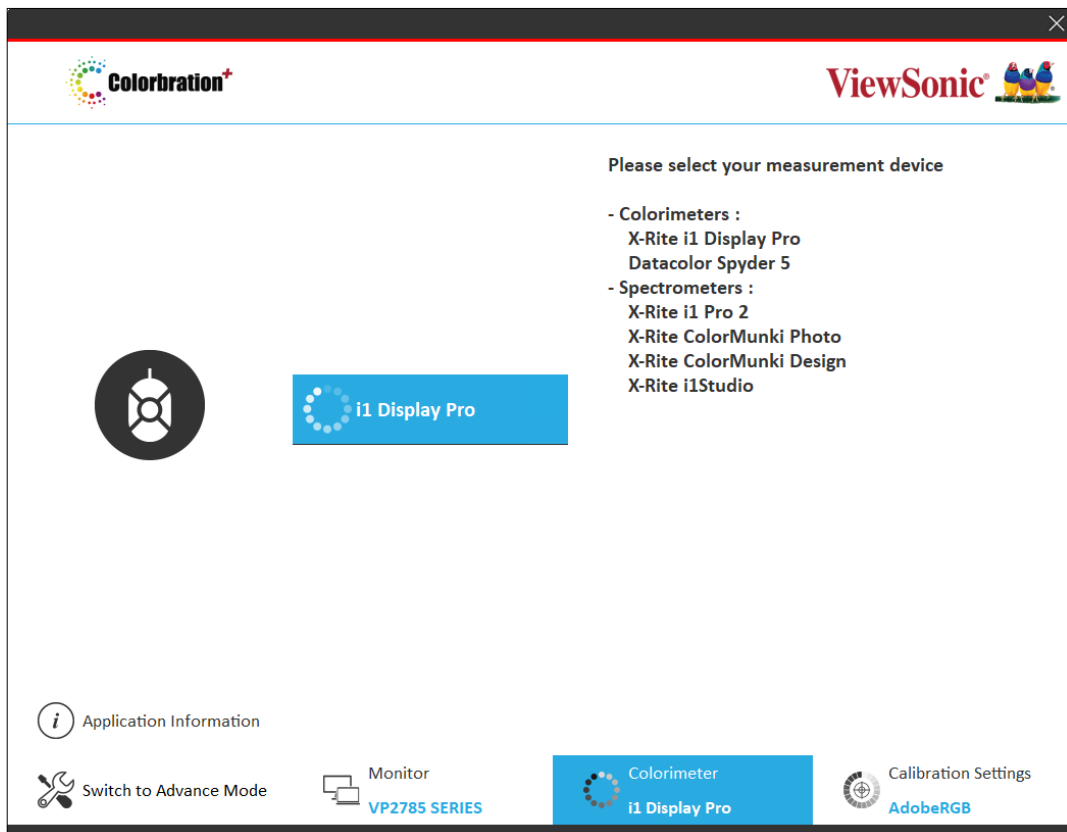 Colorbration+
ViewSonic®
Please select your measurement device
- Colorimeters :
X-Rite i1 Display Pro
Datacolor Spyder 5
- Spectrometers :
X-Rite i1 Pro 2
X-Rite ColorMunki Photo
X-Rite ColorMunki Design
X-Rite i1Studio
i1 Display Pro
i Application Information
Switch to Advance Mode
Monitor
VP2785 SERIES
Colorimeter
i1 Display Pro
Calibration Settings
AdobeRGB